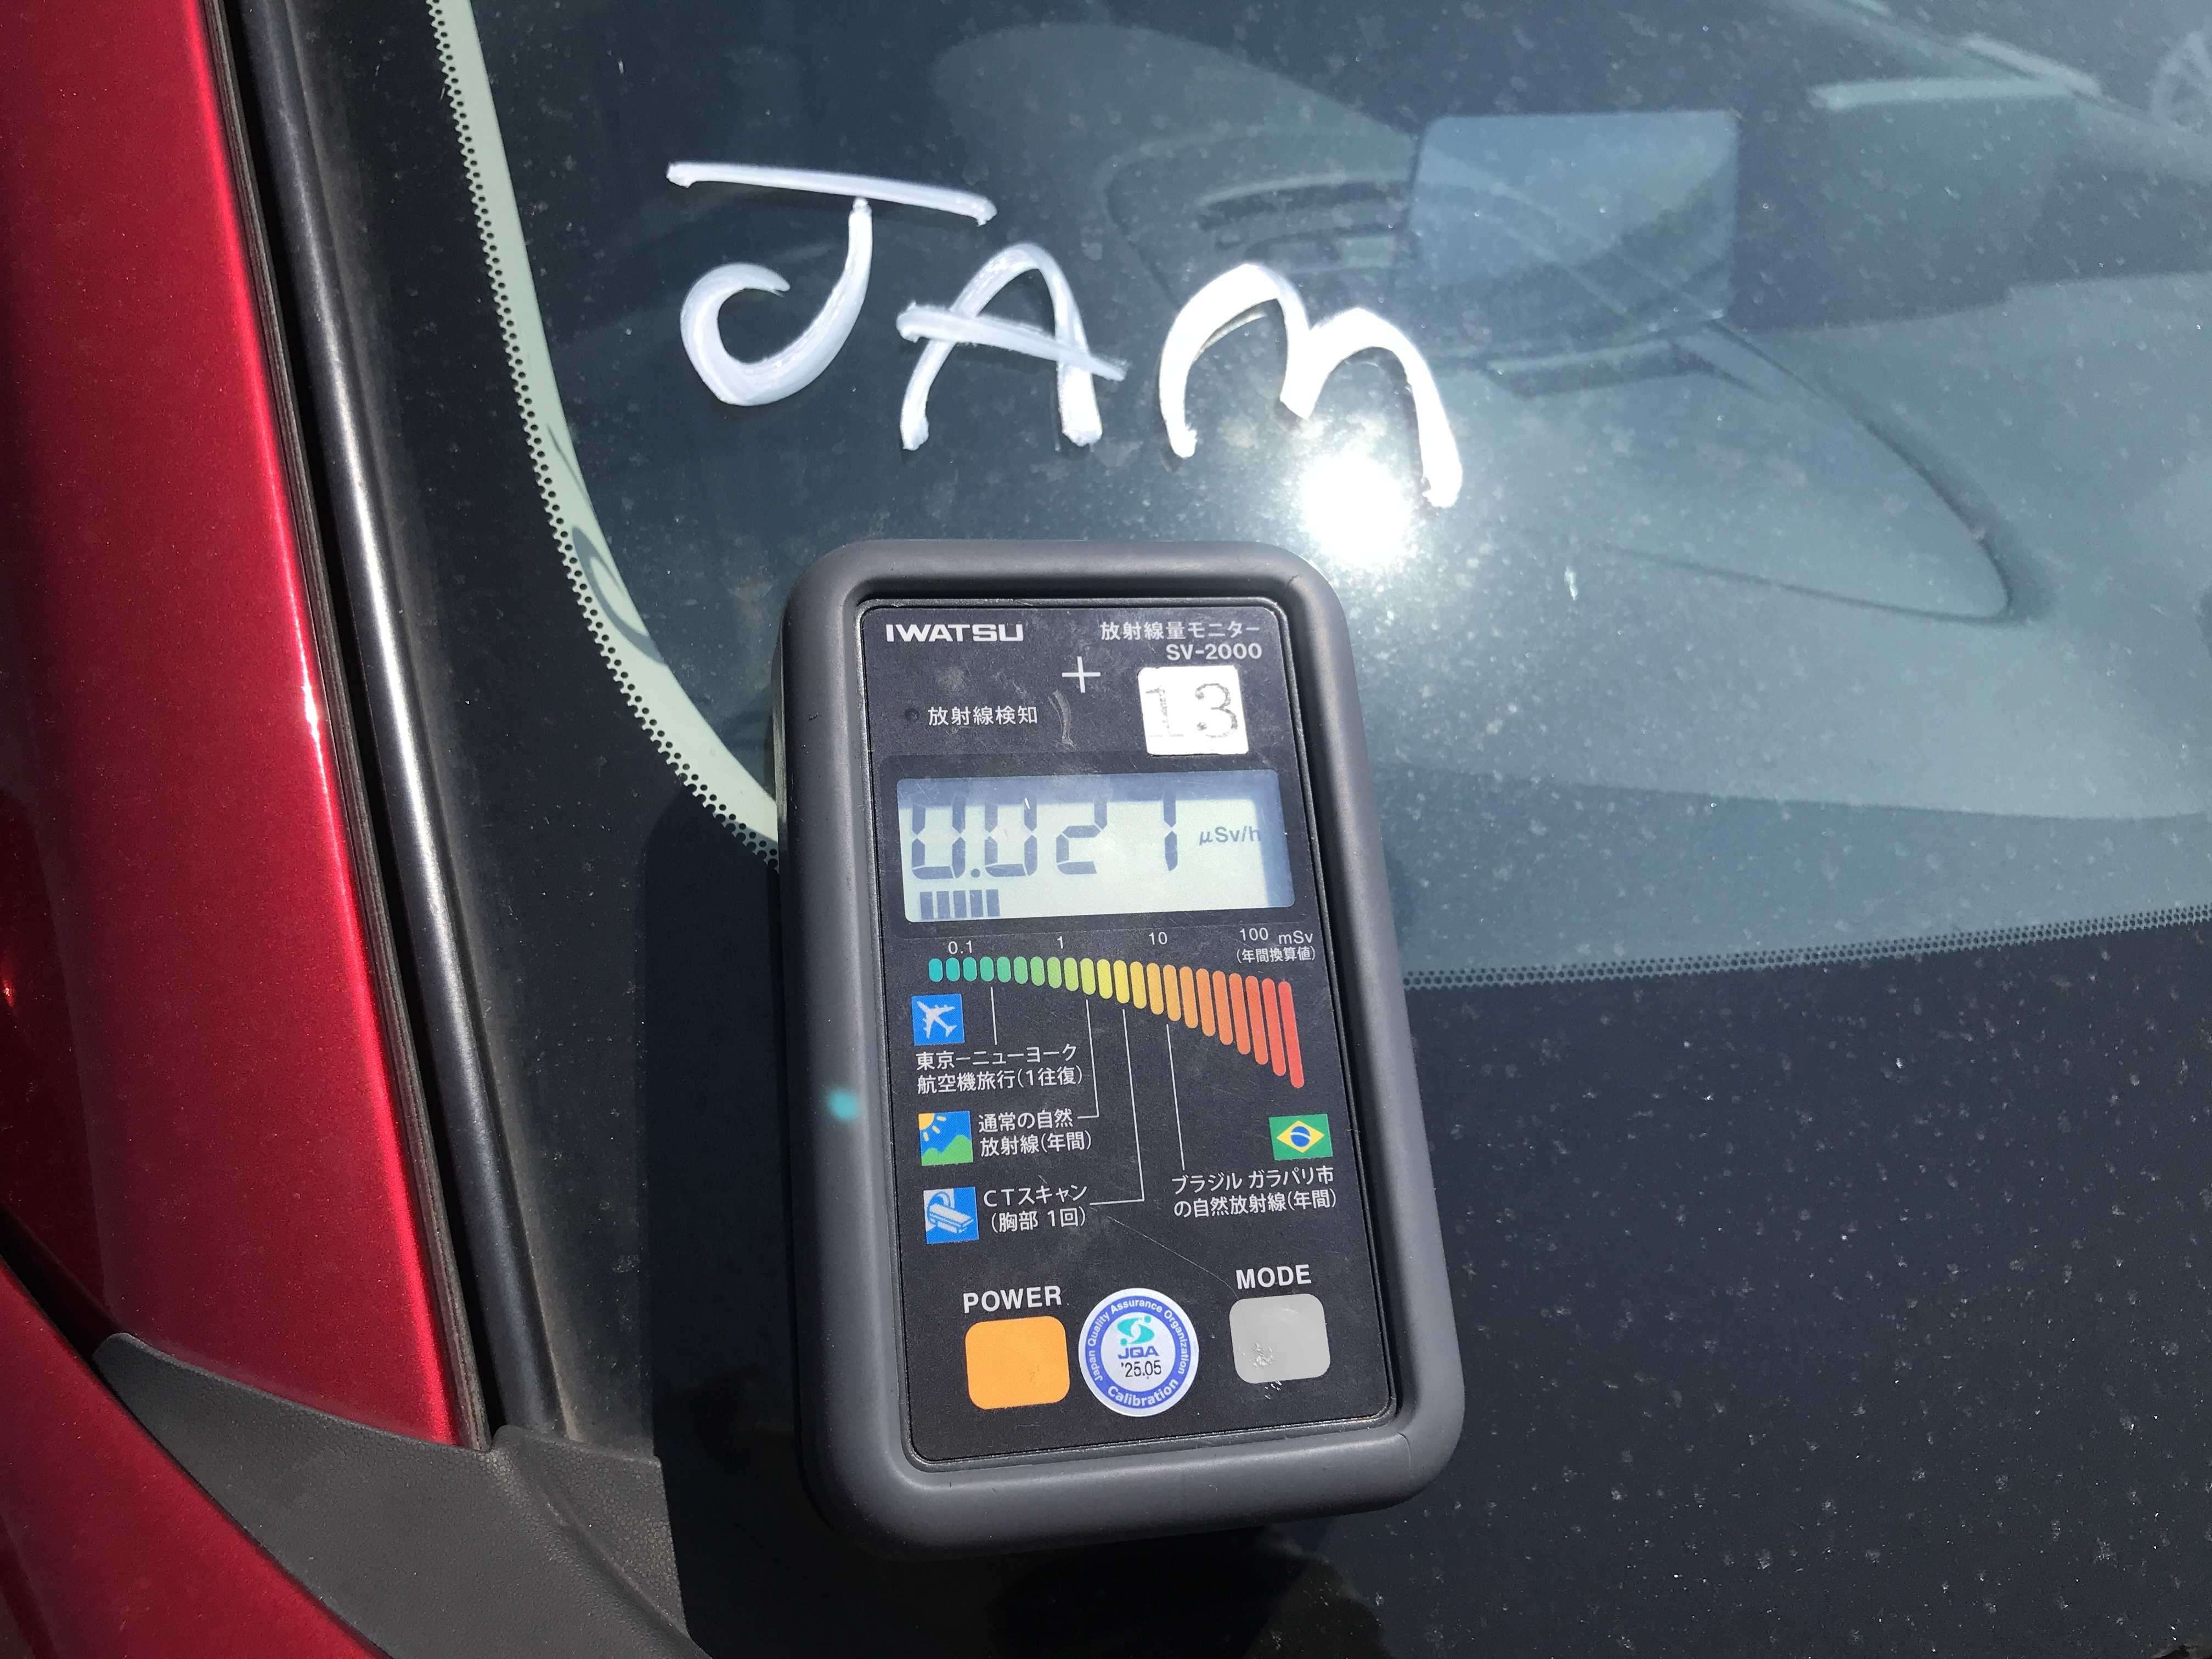 JAM
IWATSU
放射線量モニター
SV-2000
13
放射線検知
0.021 μSv/h
0.1 1 10 100 mSv
(年間換算値)
東京ーニューヨーク
航空機旅行(1往復)
通常の自然
放射線(年間)
CTスキャン
(胸部 1回)
ブラジル ガラパリ市
の自然放射線(年間)
POWER
MODE
Japan Quality Assurance Organization
JQA
'25.05
Calibration